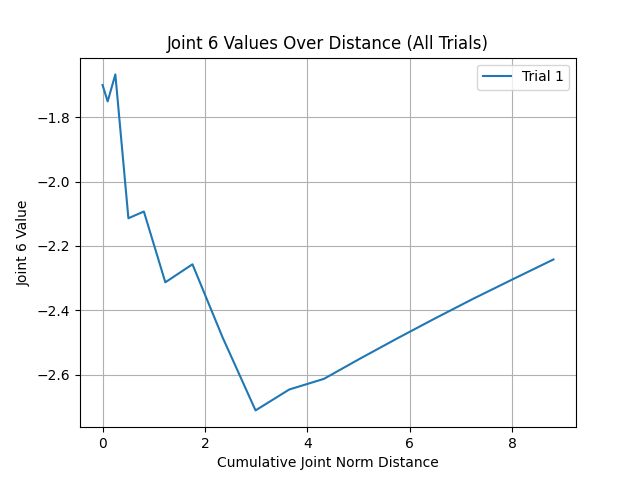 Joint 6 Values Over Distance (All Trials)
Trial 1
−1.8
−2.0
−2.2
−2.4
−2.6
Joint 6 Value
0 2 4 6 8
Cumulative Joint Norm Distance